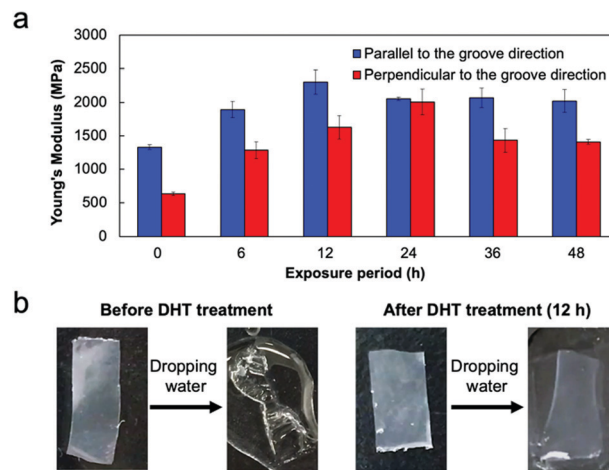 a
3000
2500
2000
1500
1000
500
0
Young's Modulus (MPa)
Parallel to the groove direction
Perpendicular to the groove direction
0 6 12 24 36 48
Exposure period (h)
b
Before DHT treatment
After DHT treatment (12 h)
Dropping
water
Dropping
water